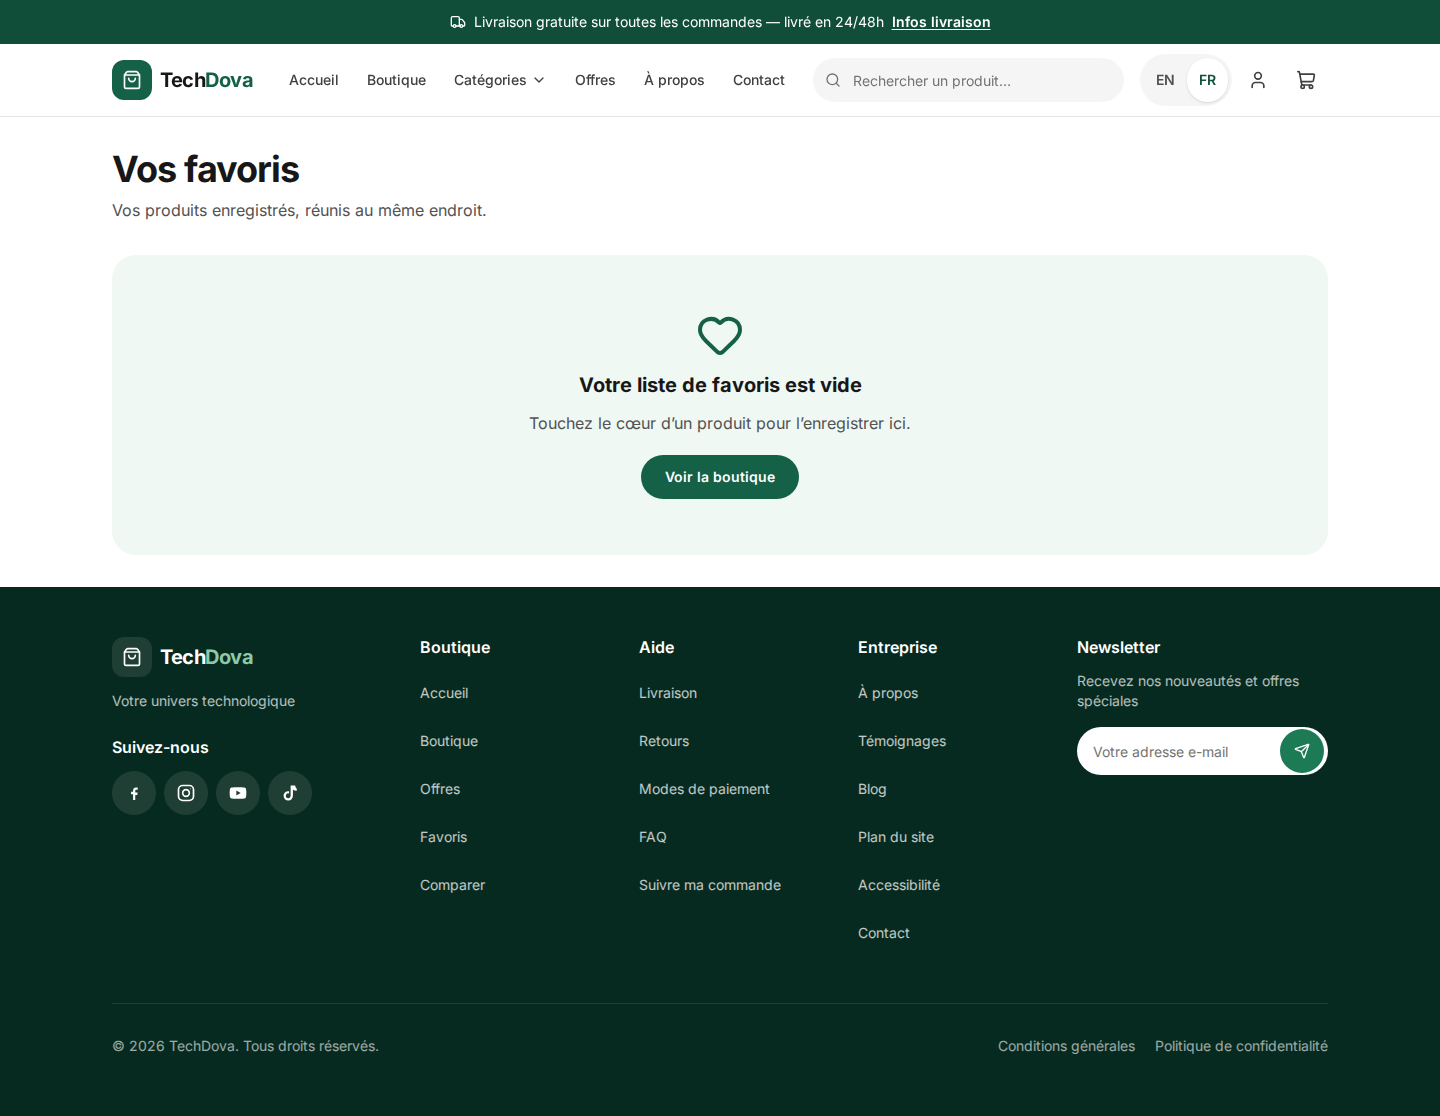 Livraison gratuite sur toutes les commandes — livré en 24/48h Infos livraison
TechDova
Accueil
Boutique
Catégories
Offres
À propos
Contact
Rechercher un produit...
EN
FR
Vos favoris
Vos produits enregistrés, réunis au même endroit.
Votre liste de favoris est vide
Touchez le cœur d’un produit pour l’enregistrer ici.
Voir la boutique
TechDova
Votre univers technologique
Suivez-nous
Boutique
Accueil
Boutique
Offres
Favoris
Comparer
Aide
Livraison
Retours
Modes de paiement
FAQ
Suivre ma commande
Entreprise
À propos
Témoignages
Blog
Plan du site
Accessibilité
Contact
Newsletter
Recevez nos nouveautés et offres
spéciales
Votre adresse e-mail
© 2026 TechDova. Tous droits réservés.
Conditions générales
Politique de confidentialité